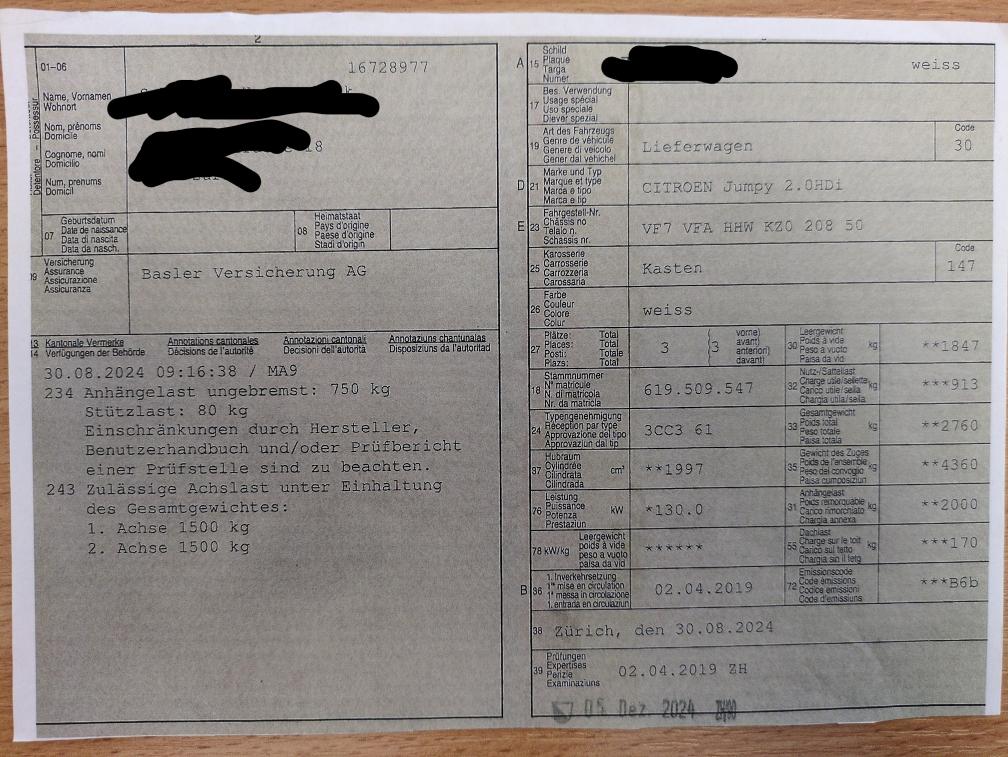 2
01-06
16728977
Name, Vornamen
Wohnort
Nom, prénoms
Domicile
Cognome, nomi
Domicilio
Num, prenums
Domicil
Détenteur - Possessur
8
07
Geburtsdatum
Date de naissance
Data di nascita
Data da nasch.
08
Heimatstaat
Pays d'origine
Paese d'origine
Stadi d'origin
09
Versicherung
Assurance
Assicurazione
Assicuranza
Basler Versicherung AG
13 Kantonale Vermerke Annotations cantonales Annotazioni cantonali Annotaziuns chantunalas
14 Verfügungen der Behörde Décisions de l'autorité Decisioni dell'autorità Disposiziuns da l'autoritad
30.08.2024 09:16:38 / MA9
234 Anhängelast ungebremst: 750 kg
Stützlast: 80 kg
Einschränkungen durch Hersteller,
Benutzerhandbuch und/oder Prüfbericht
einer Prüfstelle sind zu beachten.
243 Zulässige Achslast unter Einhaltung
des Gesamtgewichtes:
1. Achse 1500 kg
2. Achse 1500 kg
A 15
Schild
Plaque
Targa
Numer
weiss
17
Bes. Verwendung
Usage spécial
Uso speciale
Diever spezial
19
Art des Fahrzeugs
Genre de véhicule
Genere di veicolo
Gener dal vehichel
Lieferwagen
Code
30
D 21
Marke und Typ
Marque et type
Marca e tipo
Marca e tip
CITROEN Jumpy 2.0HDi
E 23
Fahrgestell-Nr.
Châssis no
Telaio n.
Schassis nr.
VF7 VFA HHW KZ0 208 50
25
Karosserie
Carrosserie
Carrozzeria
Carossaria
Kasten
Code
147
26
Farbe
Couleur
Colore
Colur
weiss
27
Plätze: Total
Places: Total
Posti: Totale
Plazs: Total
3
(3
vorne)
avant)
anteriori)
davant)
30
Leergewicht
Poids à vide
Peso a vuoto
Paisa da vid
kg
**1847
18
Stammnummer
N° matricule
N. di matricola
Nr. da matricla
619.509.547
32
Nutz-/Sattellast
Charge utile/sellette
Carico utile/sella
Chargia utila/sella
kg
***913
24
Typengenehmigung
Réception par type
Approvazione del tipo
Approvaziun dal tip
3CC3 61
33
Gesamtgewicht
Poids total
Peso totale
Paisa totala
kg
**2760
37
Hubraum
Cylindrée
Cilindrata
Cilindrada
cm³
**1997
35
Gewicht des Zuges
Poids de l'ensemble
Peso del convoglio
Paisa cumposiziun
kg
**4360
76
Leistung
Puissance
Potenza
Prestaziun
kW
*130.0
31
Anhängelast
Poids remorquable
Carico rimorchiato
Chargia annexa
kg
**2000
78 kW/kg
Leergewicht
poids à vide
peso a vuoto
paisa da vid
******
55
Dachlast
Charge sur le toit
Carico sul tetto
Chargia sin il tetg
kg
***170
B 36
1. Inverkehrsetzung
1re mise en circulation
1a messa in circolazione
1. entrada en circulaziun
02.04.2019
72
Emissionscode
Code émissions
Codice emissioni
Code d'emissiuns
***B6b
38
Zürich, den 30.08.2024
39
Prüfungen
Expertises
Perizie
Examinaziuns
02.04.2019 ZH
05. Dez. 2024